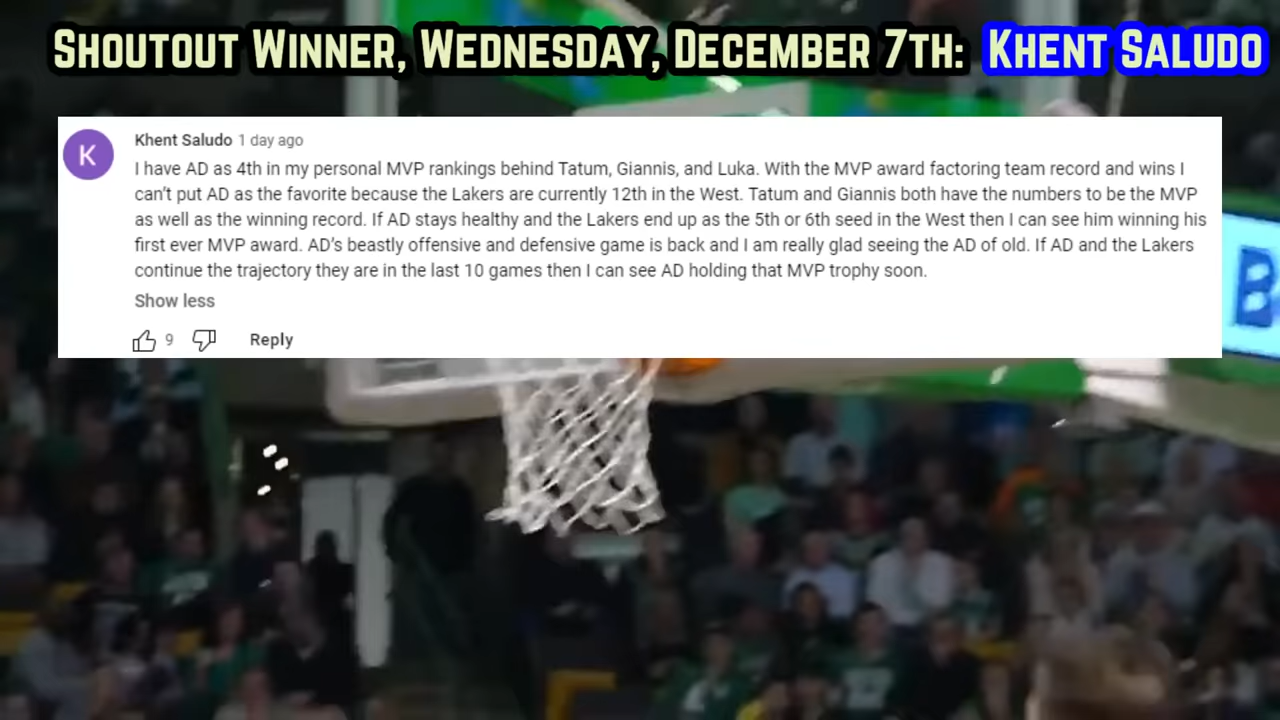 Shoutout Winner, Wednesday, December 7th: Khent Saludo
K
Khent Saludo 1 day ago
I have AD as 4th in my personal MVP rankings behind Tatum, Giannis, and Luka. With the MVP award factoring team record and wins I
can't put AD as the favorite because the Lakers are currently 12th in the West. Tatum and Giannis both have the numbers to be the MVP
as well as the winning record. If AD stays healthy and the Lakers end up as the 5th or 6th seed in the West then I can see him winning his
first ever MVP award. AD's beastly offensive and defensive game is back and I am really glad seeing the AD of old. If AD and the Lakers
continue the trajectory they are in the last 10 games then I can see AD holding that MVP trophy soon.
Show less
9
Reply
B